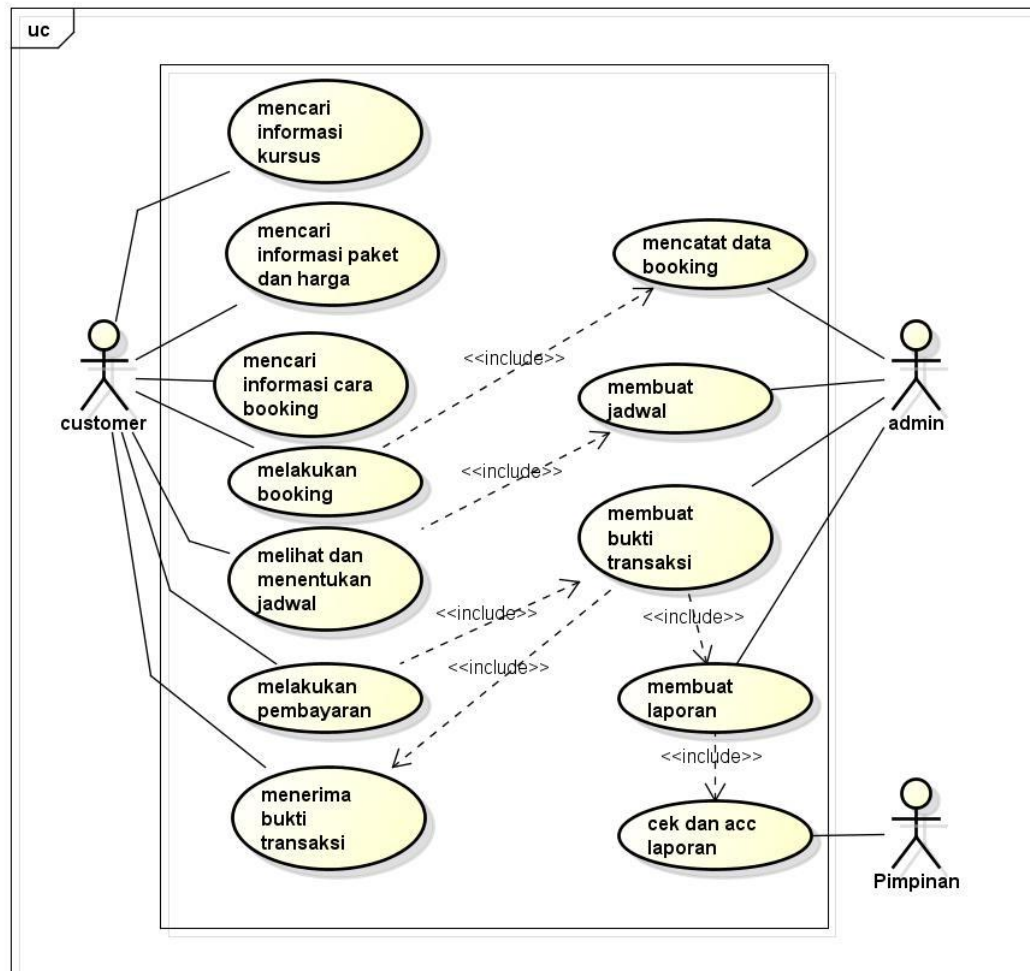 uc
mencari
informasi
kursus
mencari
informasi paket
dan harga
mencatat data
booking
mencari
informasi cara
booking
<<include>>
membuat
jadwal
customer
admin
melakukan
booking
<<include>>
membuat
bukti
transaksi
melihat dan
menentukan
jadwal
<<include>>
<<include>>
<<include>>
melakukan
pembayaran
membuat
laporan
<<include>>
menerima
bukti
transaksi
cek dan acc
laporan
Pimpinan